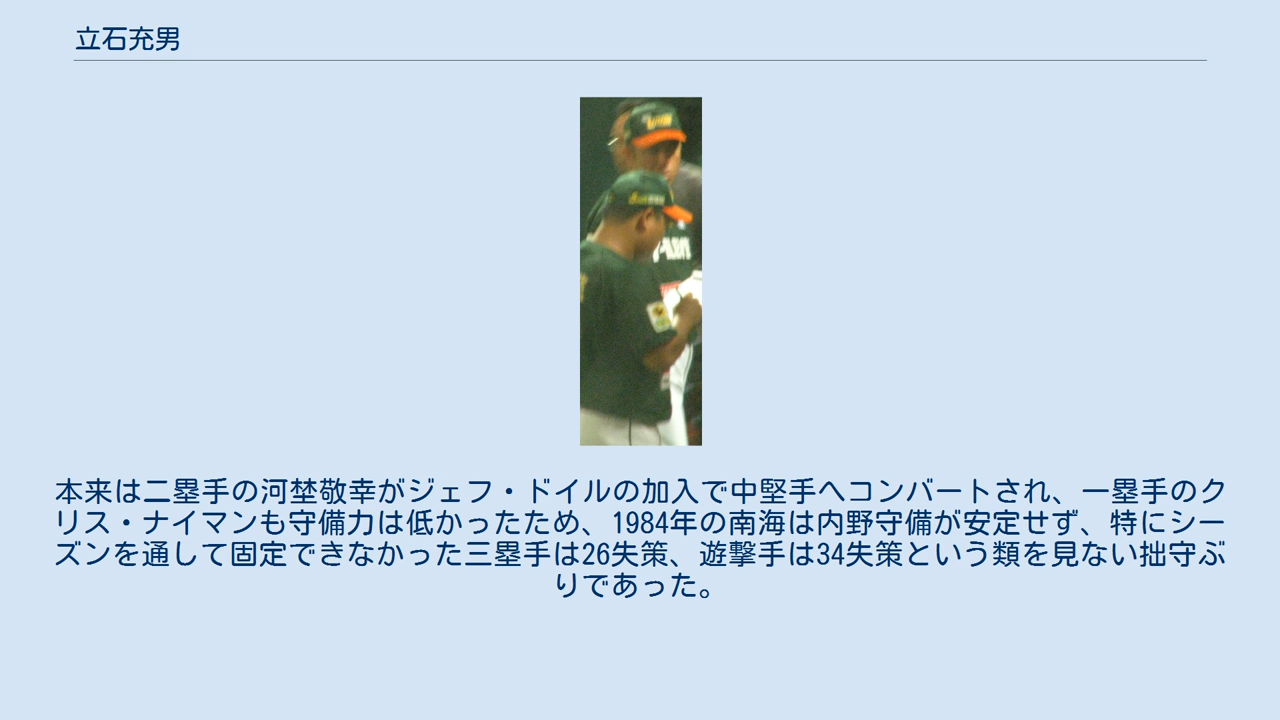 立石充男
本来は二塁手の河埜敬幸がジェフ・ドイルの加入で中堅手へコンバートされ、一塁手のク
リス・ナイマンも守備力は低かったため、1984年の南海は内野守備が安定せず、特にシー
ズンを通して固定できなかった三塁手は26失策、遊撃手は34失策という類を見ない拙守ぶ
りであった。